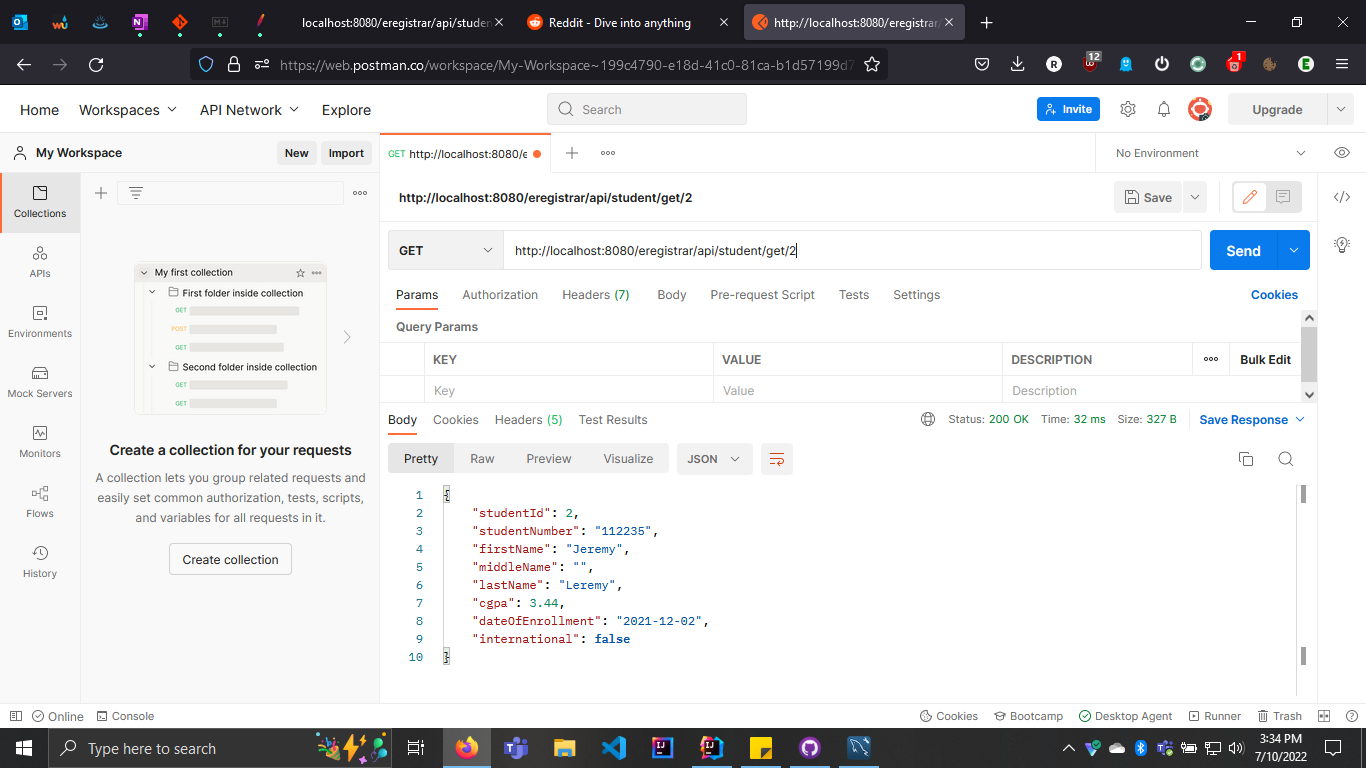 localhost:8080/eregistrar/api/studen
Reddit - Dive into anything
http://localhost:8080/eregistrar/
https://web.postman.co/workspace/My-Workspace~199c4790-e18d-41c0-81ca-b1d57199d7
12
1
Home
Workspaces
API Network
Explore
Search
Invite
Upgrade
My Workspace
New
Import
GET http://localhost:8080/e
No Environment
Collections
APIs
Environments
Mock Servers
Monitors
Flows
History
My first collection
First folder inside collection
GET
POST
GET
Second folder inside collection
GET
GET
Create a collection for your requests
A collection lets you group related requests and
easily set common authorization, tests, scripts,
and variables for all requests in it.
Create collection
http://localhost:8080/eregistrar/api/student/get/2
Save
GET
http://localhost:8080/eregistrar/api/student/get/2
Send
Params
Authorization
Headers (7)
Body
Pre-request Script
Tests
Settings
Cookies
Query Params
KEY
VALUE
DESCRIPTION
Bulk Edit
Key
Value
Description
Body
Cookies
Headers (5)
Test Results
Status: 200 OK
Time: 32 ms
Size: 327 B
Save Response
Pretty
Raw
Preview
Visualize
JSON
1 {
2 "studentId": 2,
3 "studentNumber": "112235",
4 "firstName": "Jeremy",
5 "middleName": "",
6 "lastName": "Leremy",
7 "cgpa": 3.44,
8 "dateOfEnrollment": "2021-12-02",
9 "international": false
10 }
Online
Console
Cookies
Bootcamp
Desktop Agent
Runner
Trash
Type here to search
3:34 PM
7/10/2022